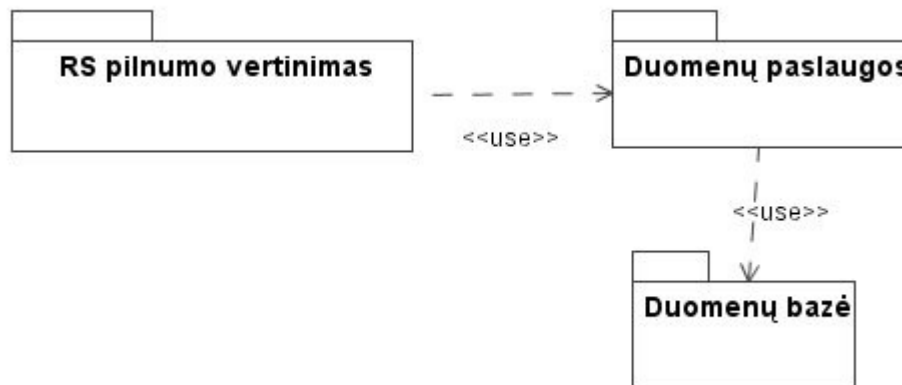 RS pilnumo vertinimas
Duomenų paslaugos
<<use>>
<<use>>
Duomenų bazė